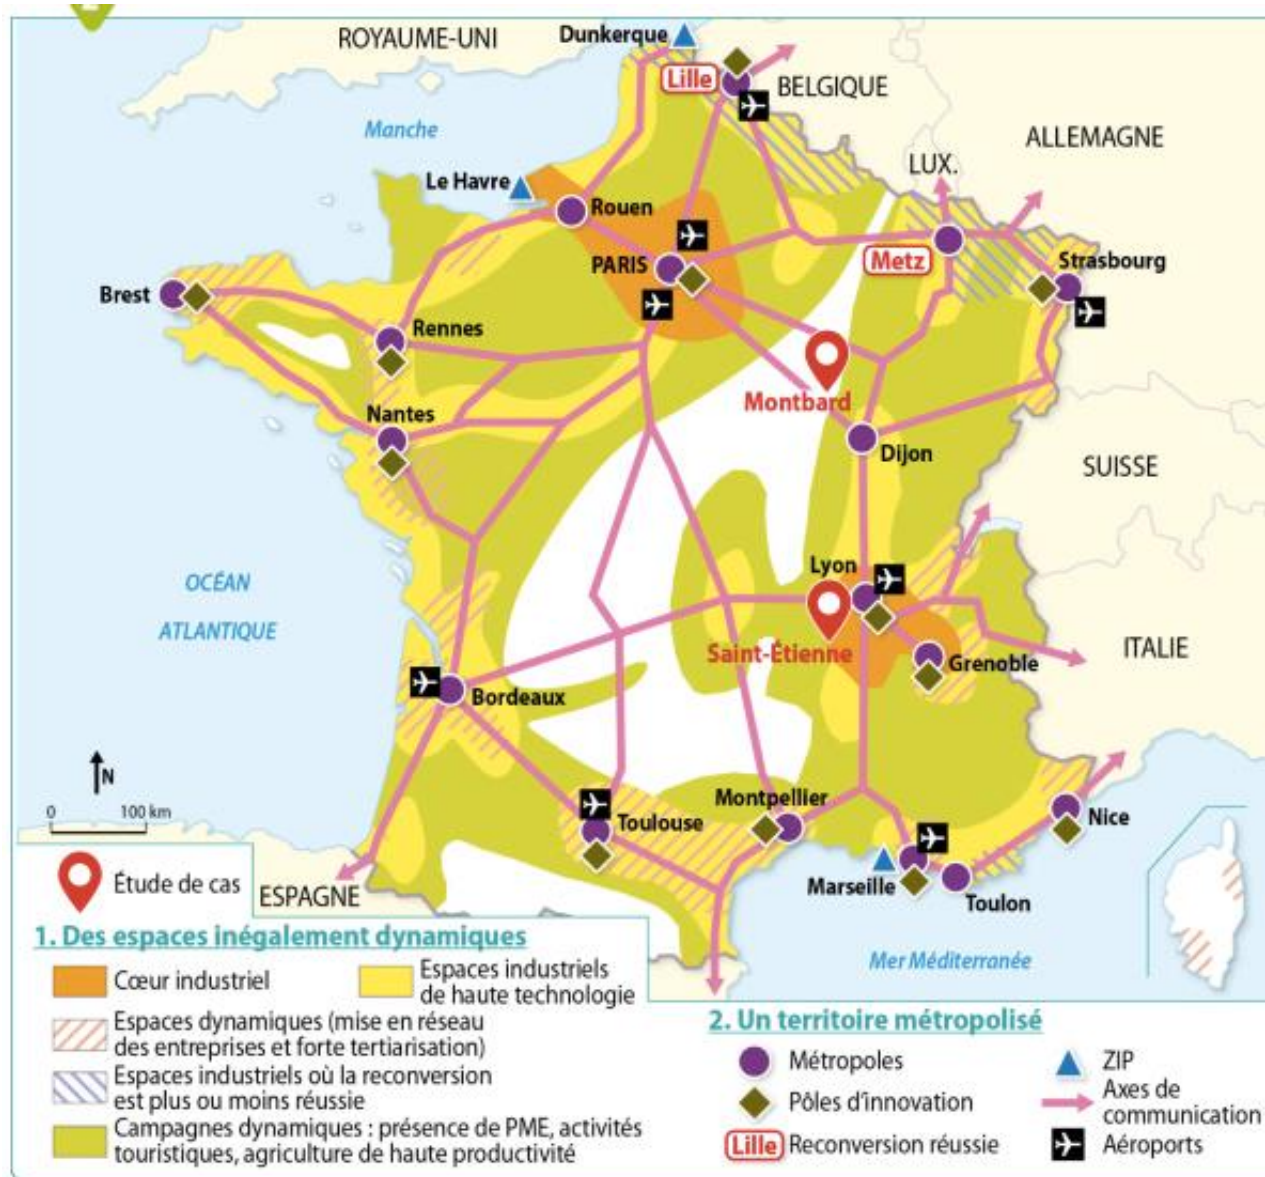 2
ROYAUME-UNI
Dunkerque
Lille
BELGIQUE
Manche
ALLEMAGNE
LUX.
Le Havre
Rouen
PARIS
Metz
Strasbourg
Brest
Rennes
Montbard
Nantes
Dijon
SUISSE
OCÉAN
ATLANTIQUE
Lyon
Saint-Étienne
Grenoble
ITALIE
Bordeaux
N
0 100 km
Montpellier
Toulouse
Nice
Marseille
Toulon
ESPAGNE
Mer Méditerranée
Étude de cas
1. Des espaces inégalement dynamiques
Cœur industriel
Espaces industriels
de haute technologie
Espaces dynamiques (mise en réseau
des entreprises et forte tertiarisation)
Espaces industriels où la reconversion
est plus ou moins réussie
Campagnes dynamiques : présence de PME, activités
touristiques, agriculture de haute productivité
2. Un territoire métropolisé
Métropoles
Pôles d'innovation
Lille Reconversion réussie
ZIP
Axes de
communication
Aéroports